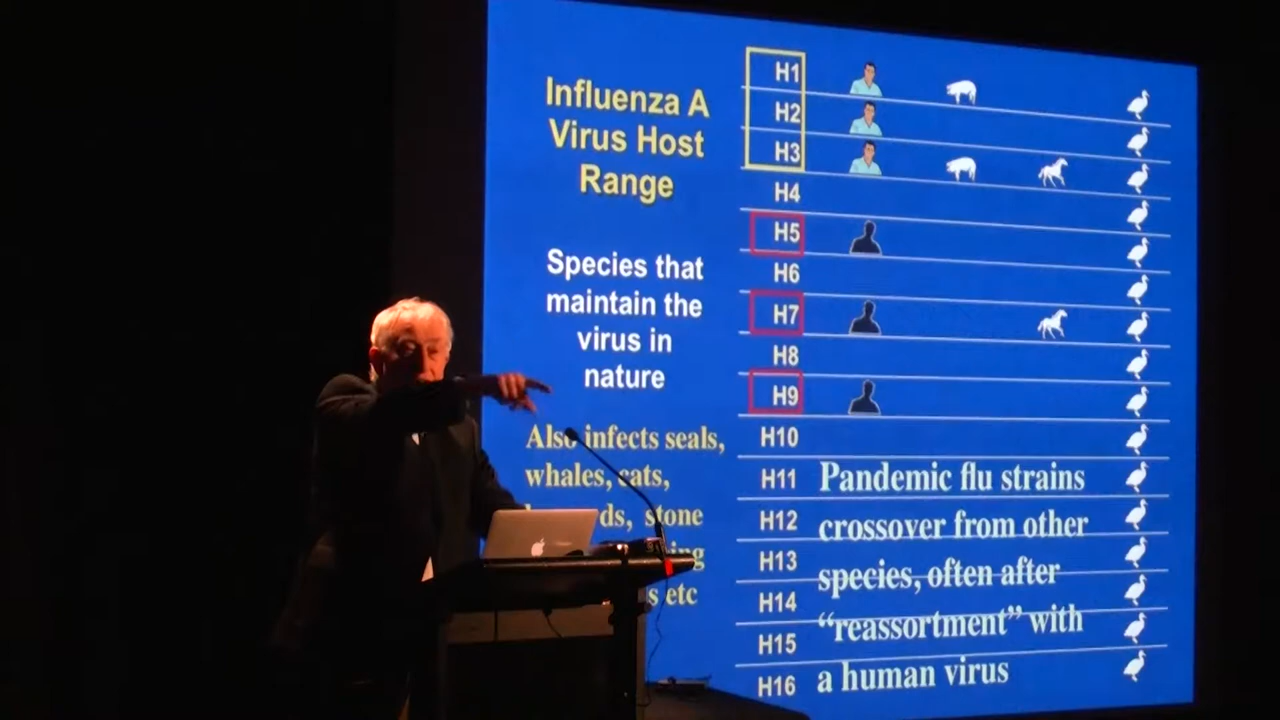 Influenza A
Virus Host
Range
Species that
maintain the
virus in
nature
Also infects seals,
whales, cats,
stone
etc
H1
H2
H3
H4
H5
H6
H7
H8
H9
H10
H11
H12
H13
H14
H15
H16
Pandemic flu strains
crossover from other
species, often after
“reassortment” with
a human virus